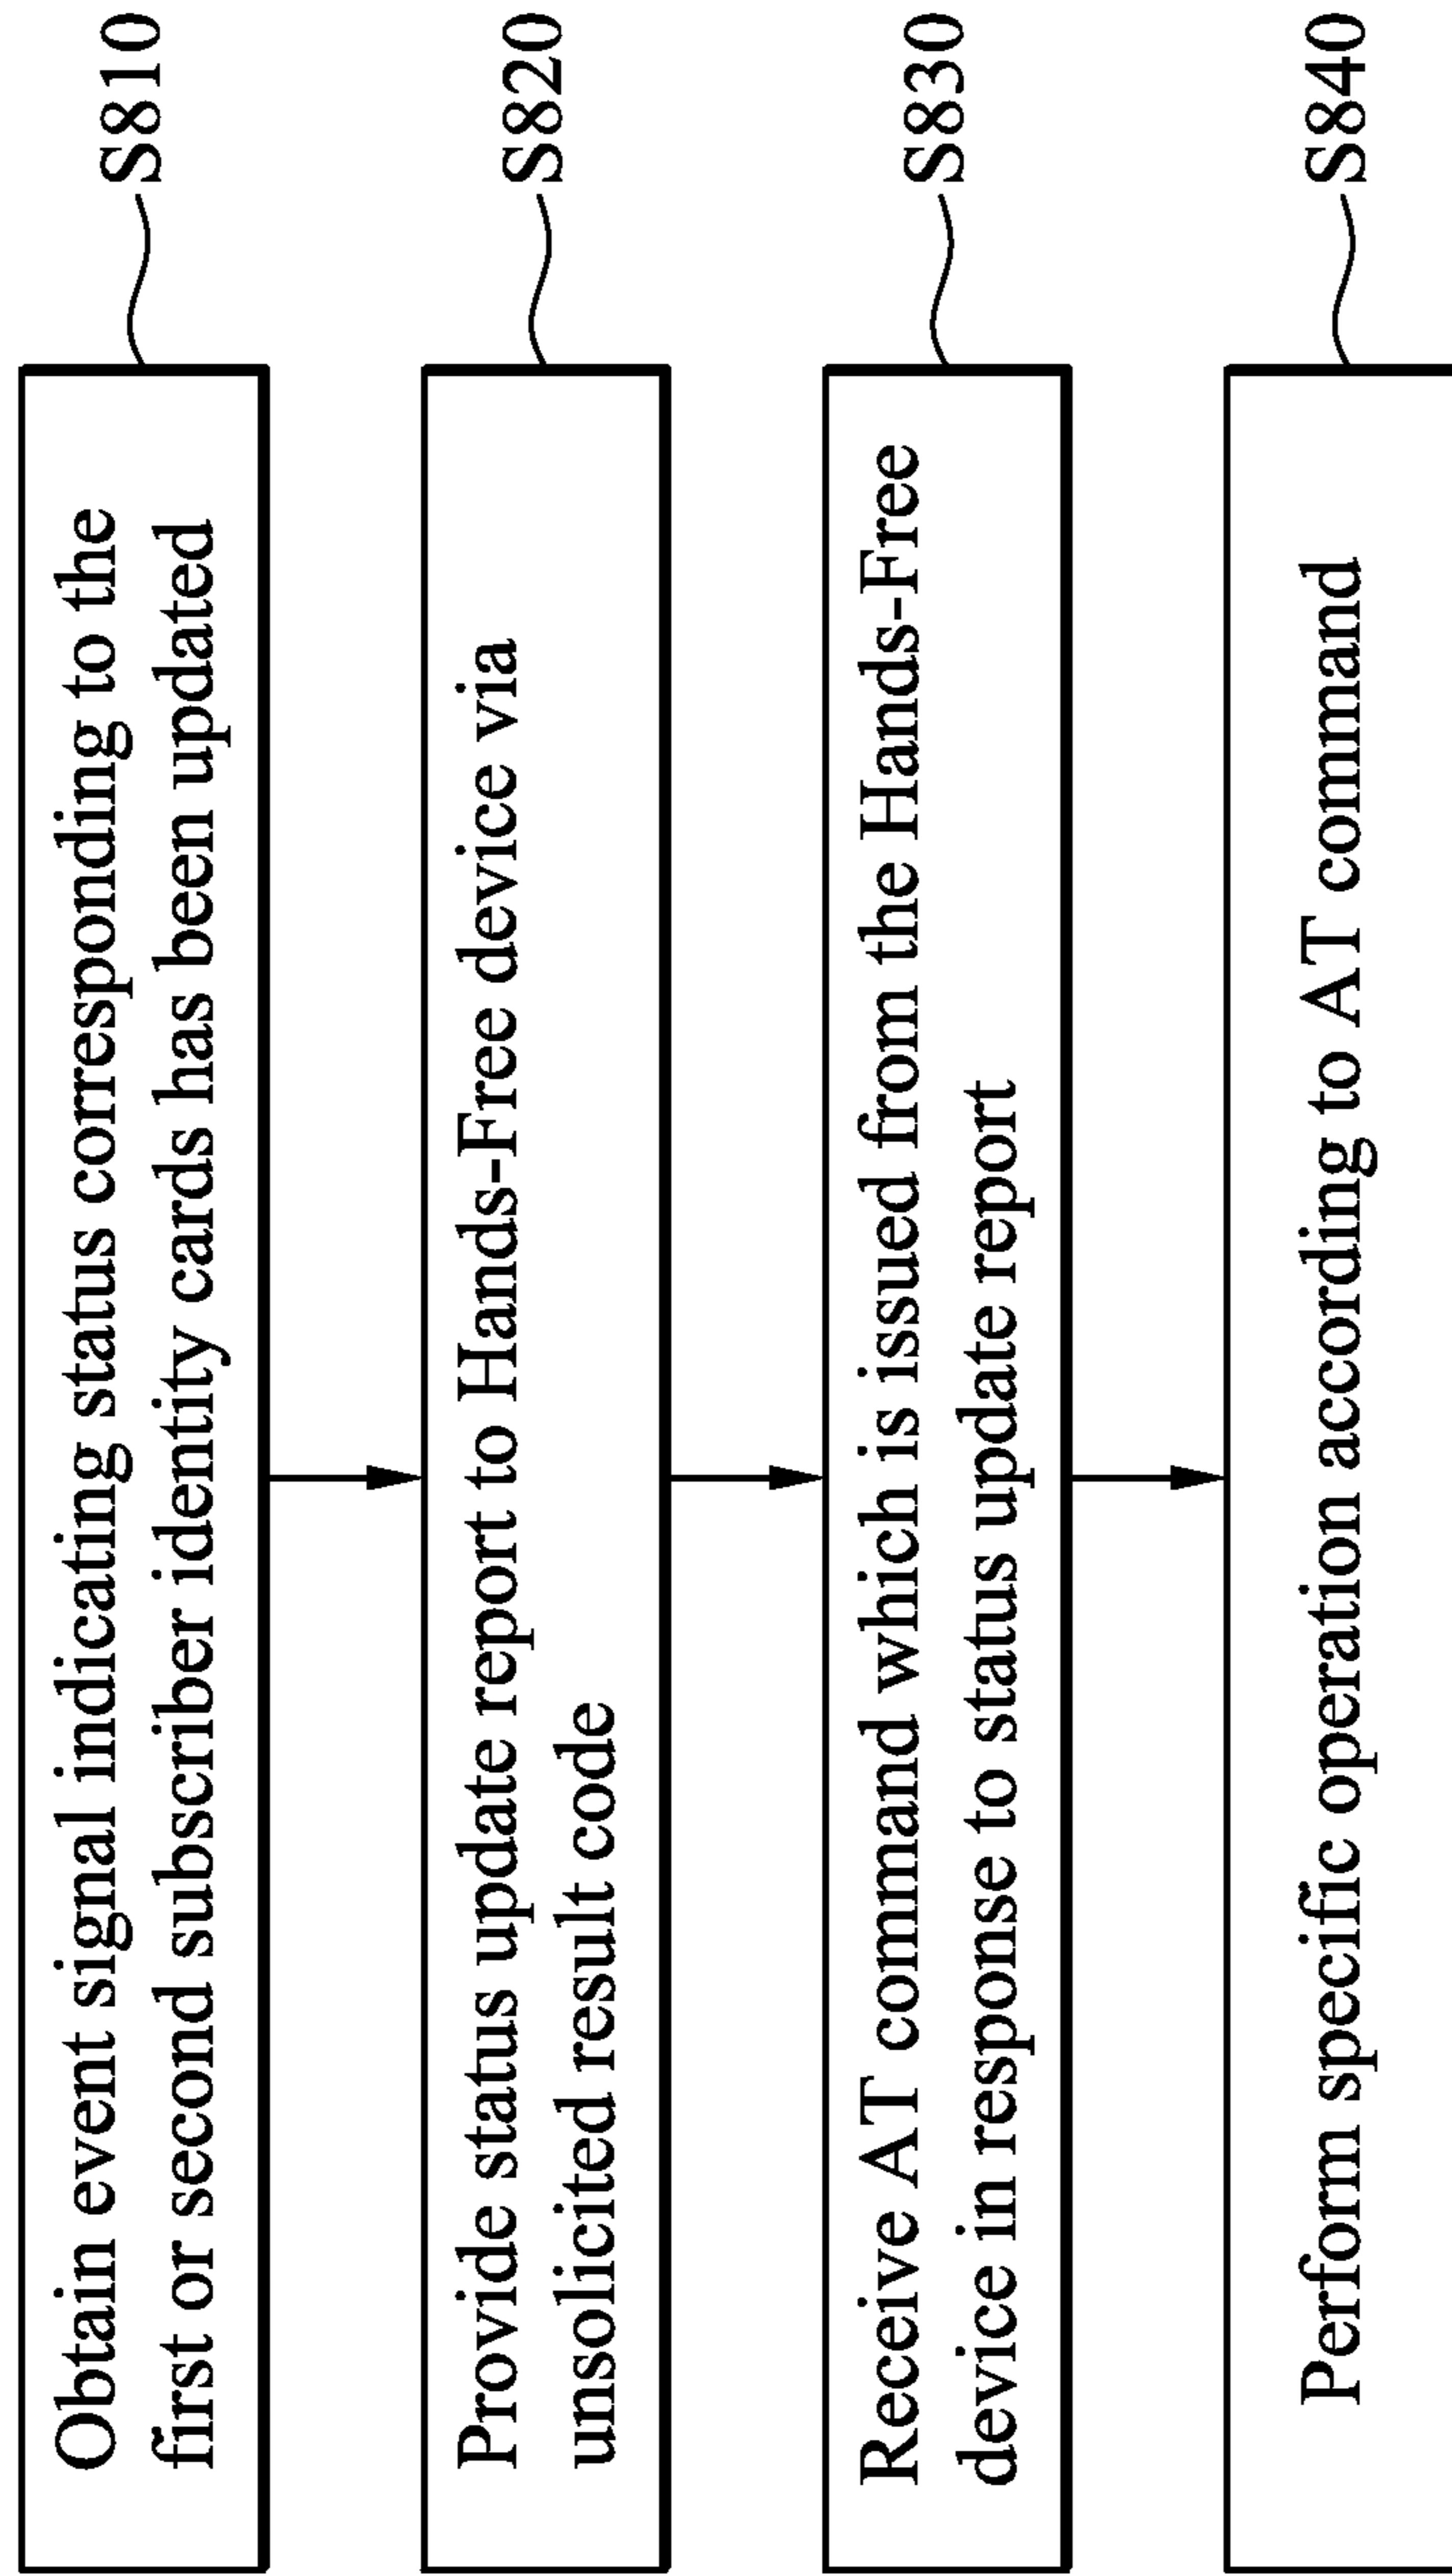 Obtain event signal indicating status corresponding to the
first or second subscriber identity cards has been updated
S810
Provide status update report to Hands-Free device via
unsolicited result code
S820
Receive AT command which is issued from the Hands-Free
device in response to status update report
S830
Perform specific operation according to AT command
S840